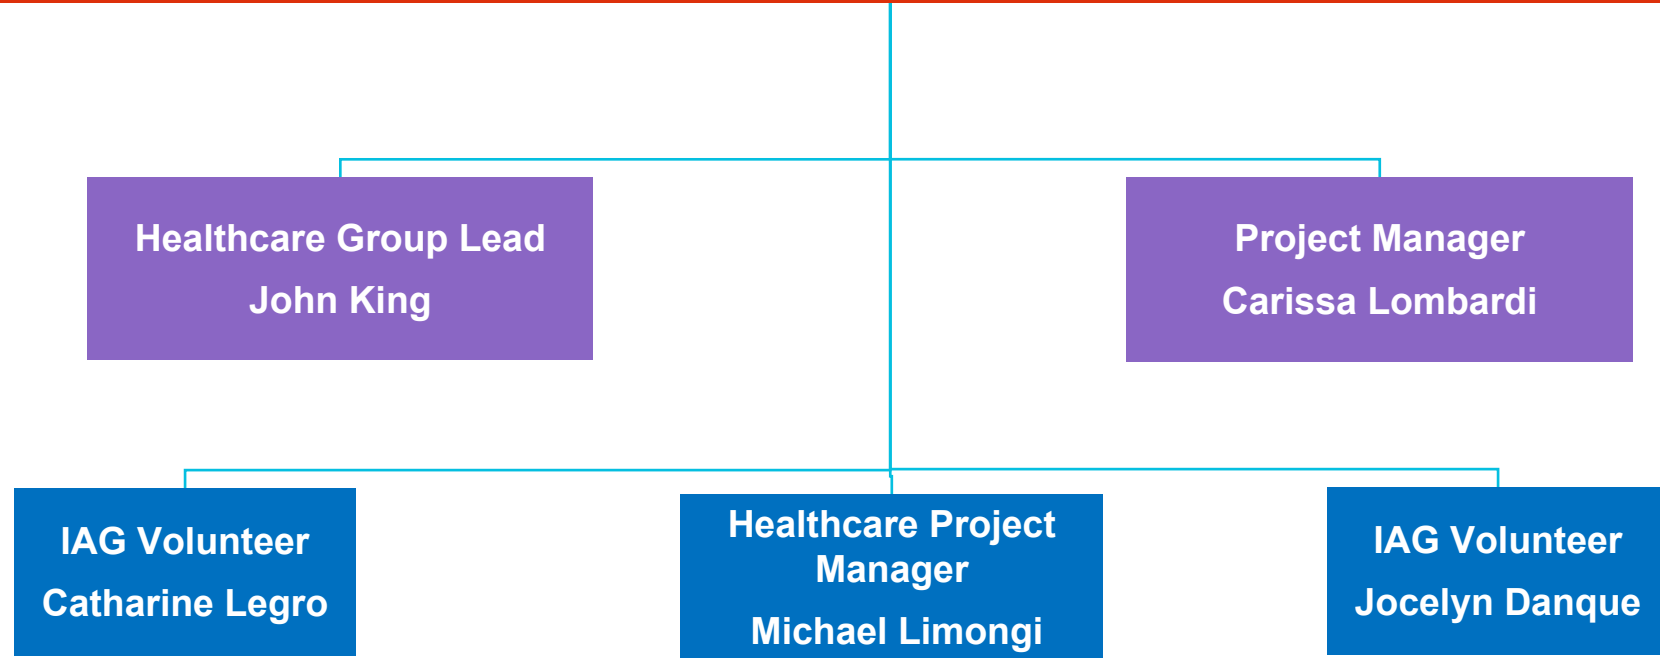 Healthcare Group Lead
John King
Project Manager
Carissa Lombardi
IAG Volunteer
Catharine Legro
Healthcare Project
Manager
Michael Limongi
IAG Volunteer
Jocelyn Danque